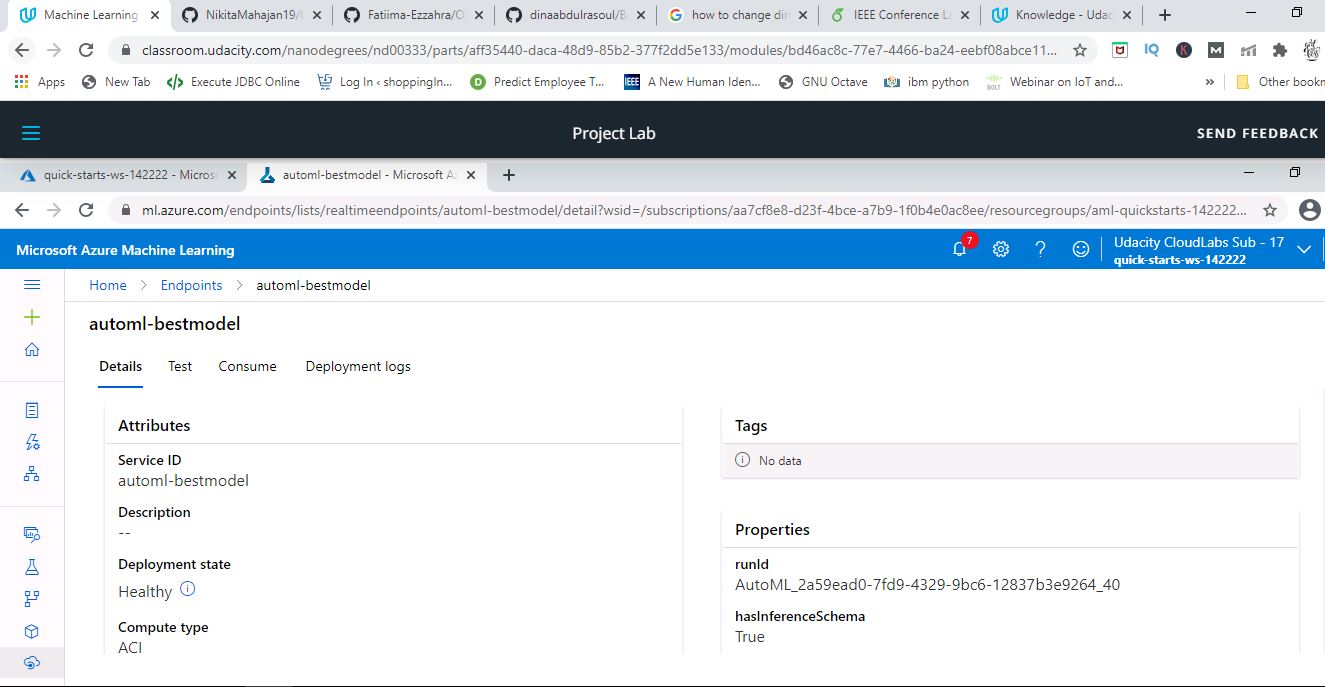 Machine Learning
NikitaMahajan19/
Fatiima-Ezzahra/O
dinaabdulrasoul/B
how to change dir
IEEE Conference La
Knowledge - Udac
classroom.udacity.com/nanodegrees/nd00333/parts/aff35440-daca-48d9-85b2-377f2dd5e133/modules/bd46ac8c-77e7-4466-ba24-eebf08abce11...
IQ
K
M
Apps
New Tab
Execute JDBC Online
Log In ‹ shoppingIn...
D
Predict Employee T...
IEEE
A New Human Iden...
GNU Octave
ibm python
BOLT
Webinar on IoT and...
»
Other bookm
Project Lab
SEND FEEDBACK
quick-starts-ws-142222 - Micros
automl-bestmodel - Microsoft Az
ml.azure.com/endpoints/lists/realtimeendpoints/automl-bestmodel/detail?wsid=/subscriptions/aa7cf8e8-d23f-4bce-a7b9-1f0b4e0ac8ee/resourcegroups/aml-quickstarts-142222...
Microsoft Azure Machine Learning
7
?
Udacity CloudLabs Sub - 17
quick-starts-ws-142222
Home > Endpoints > automl-bestmodel
automl-bestmodel
Details Test Consume Deployment logs
Attributes
Service ID
automl-bestmodel
Description
--
Deployment state
Healthy
Compute type
ACI
Tags
No data
Properties
runId
AutoML_2a59ead0-7fd9-4329-9bc6-12837b3e9264_40
hasInferenceSchema
True